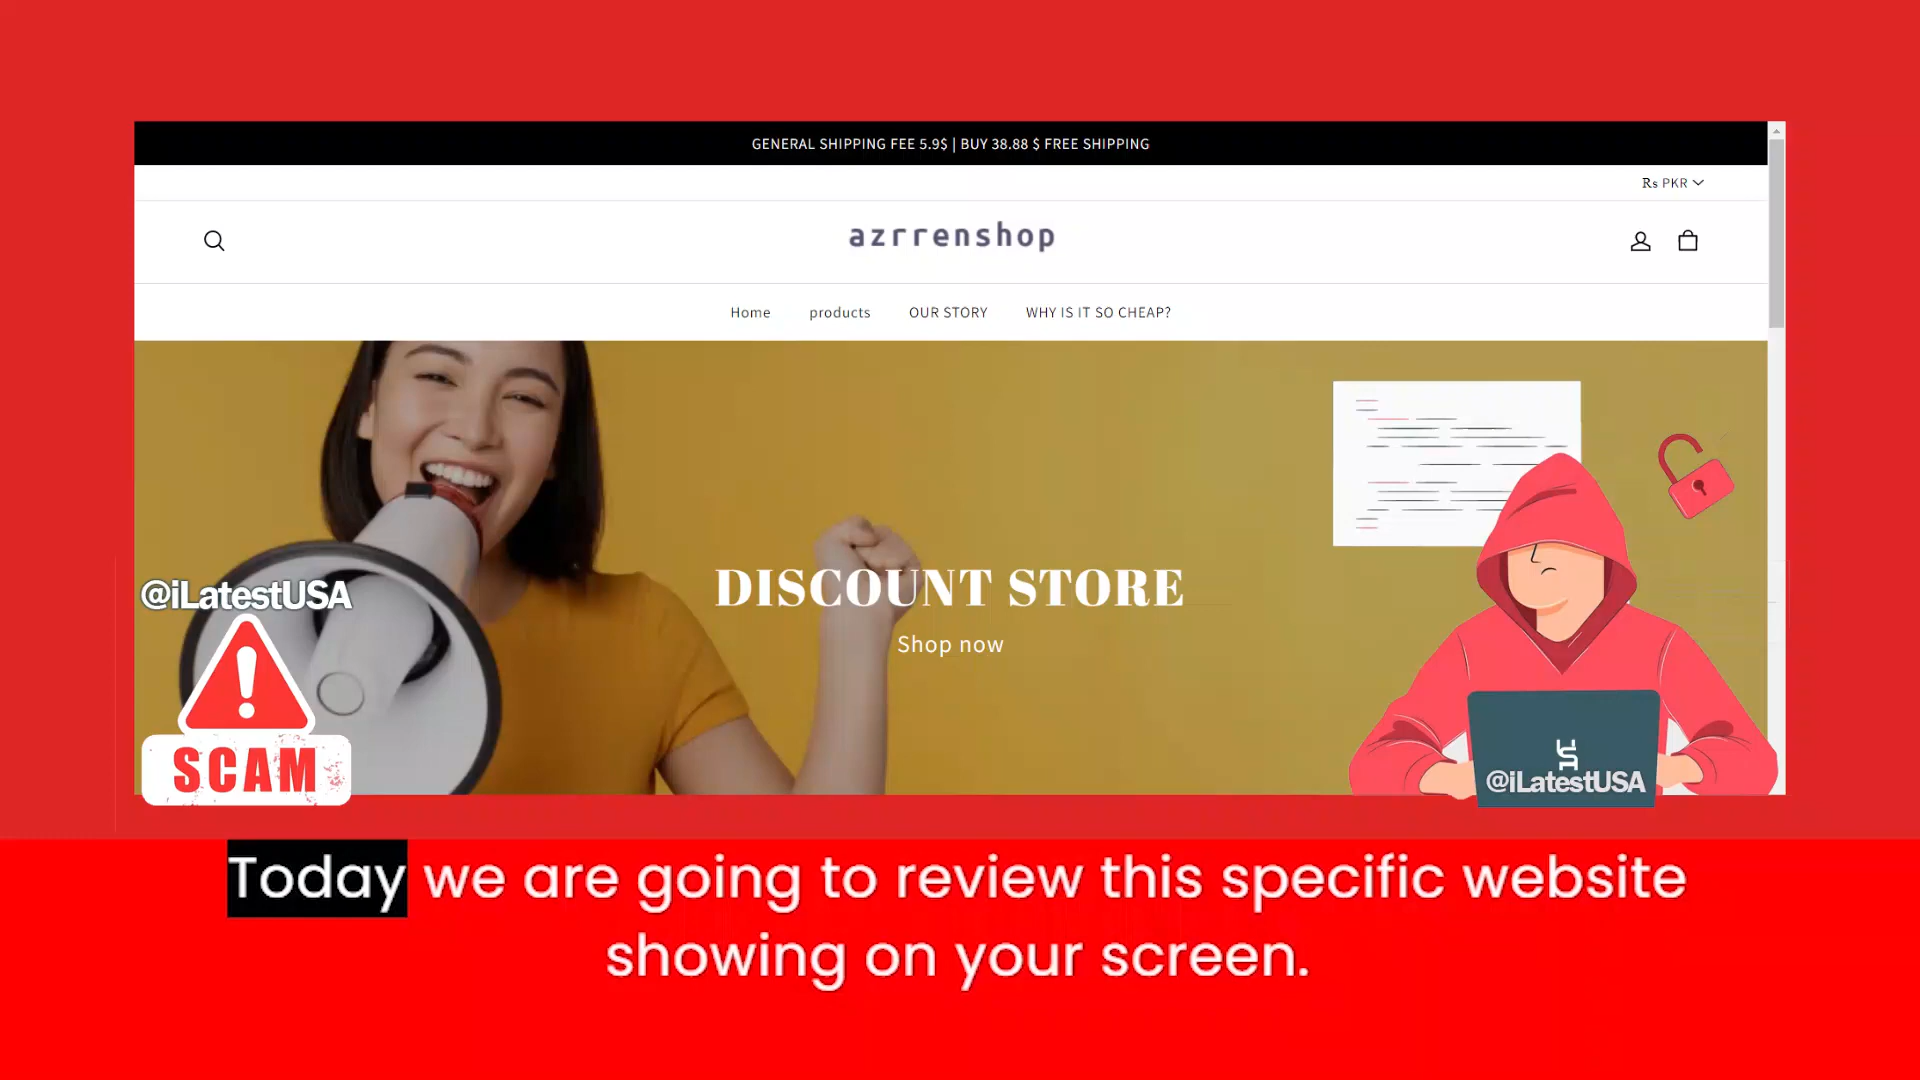 GENERAL SHIPPING FEE 5.9$ | BUY 38.88 $ FREE SHIPPING
Rs PKR
azrrenshop
Home products OUR STORY WHY IS IT SO CHEAP?
DISCOUNT STORE
Shop now
@iLatestUSA
SCAM
@iLatestUSA
Today we are going to review this specific website
showing on your screen.